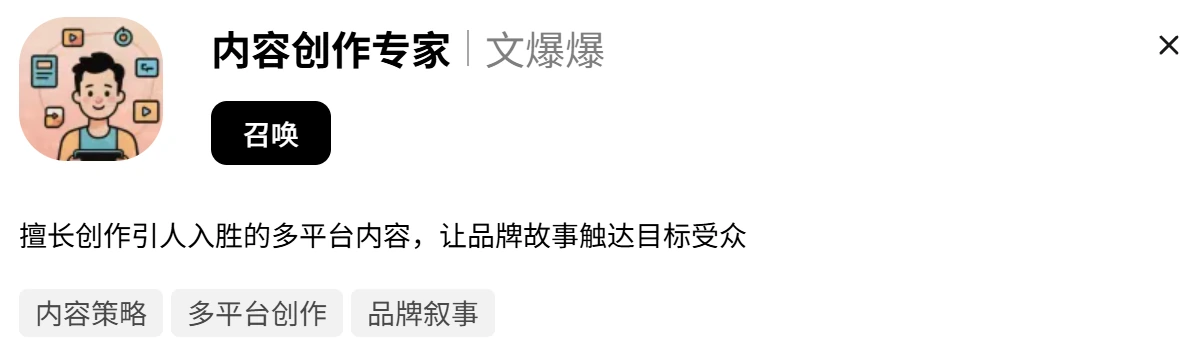 内容创作专家 | 文爆爆
召唤
擅长创作引人入胜的多平台内容，让品牌故事触达目标受众
内容策略 多平台创作 品牌叙事